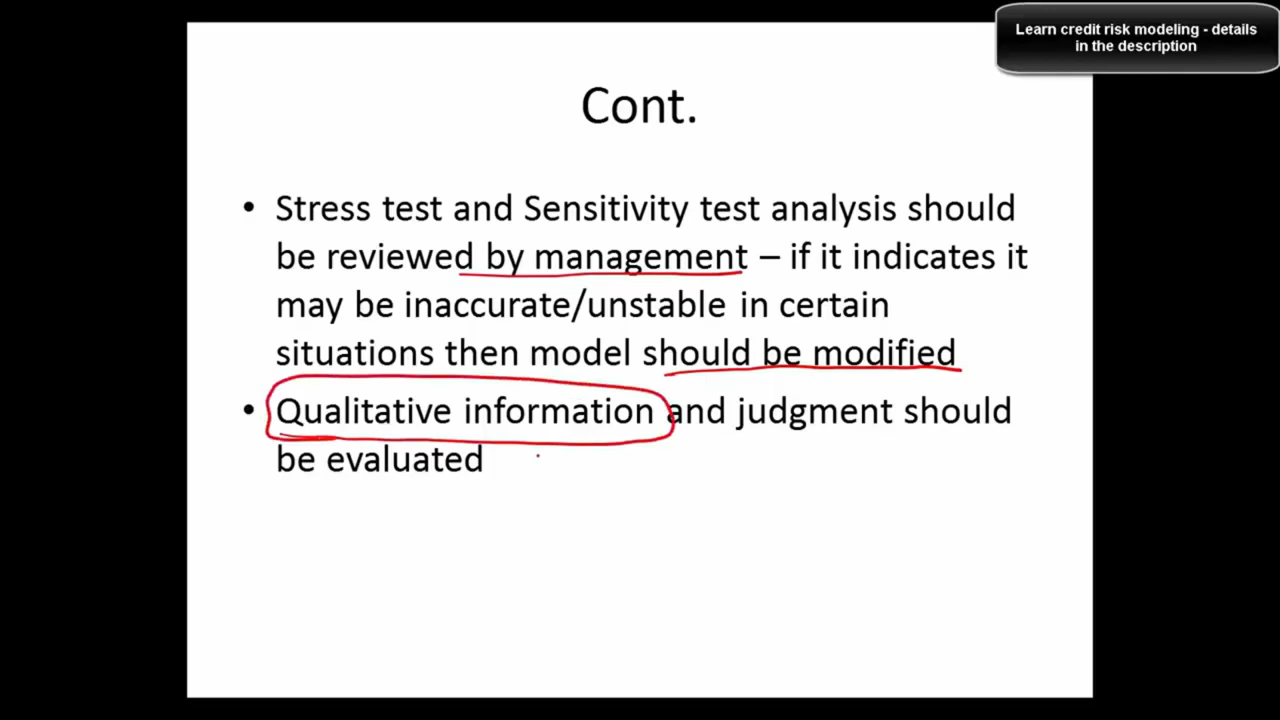 Learn credit risk modeling - details
in the description
Cont.
• Stress test and Sensitivity test analysis should
be reviewed by management – if it indicates it
may be inaccurate/unstable in certain
situations then model should be modified
• Qualitative information and judgment should
be evaluated